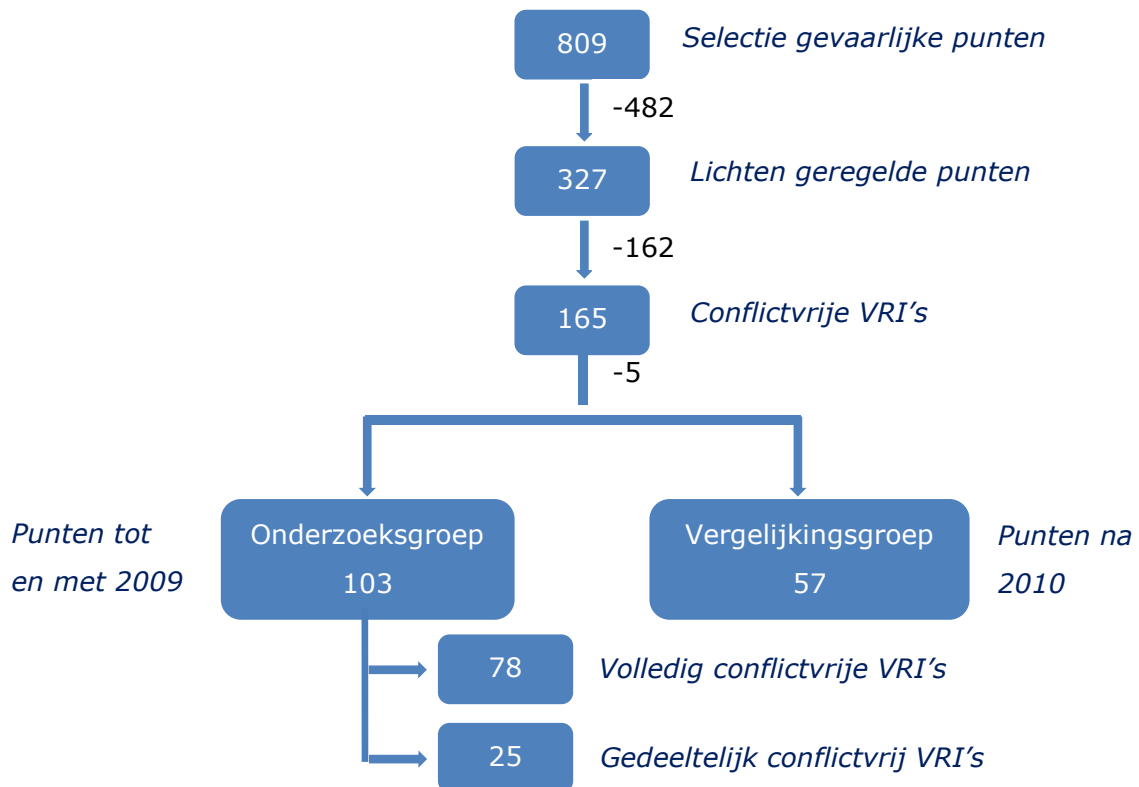 809
Selectie gevaarlijke punten
-482
327
Lichten geregelde punten
-162
165
Conflictvrije VRI’s
-5
Punten tot
en met 2009
Onderzoeksgroep
103
Vergelijkingsgroep
57
Punten na
2010
78
Volledig conflictvrije VRI’s
25
Gedeeltelijk conflictvrij VRI’s